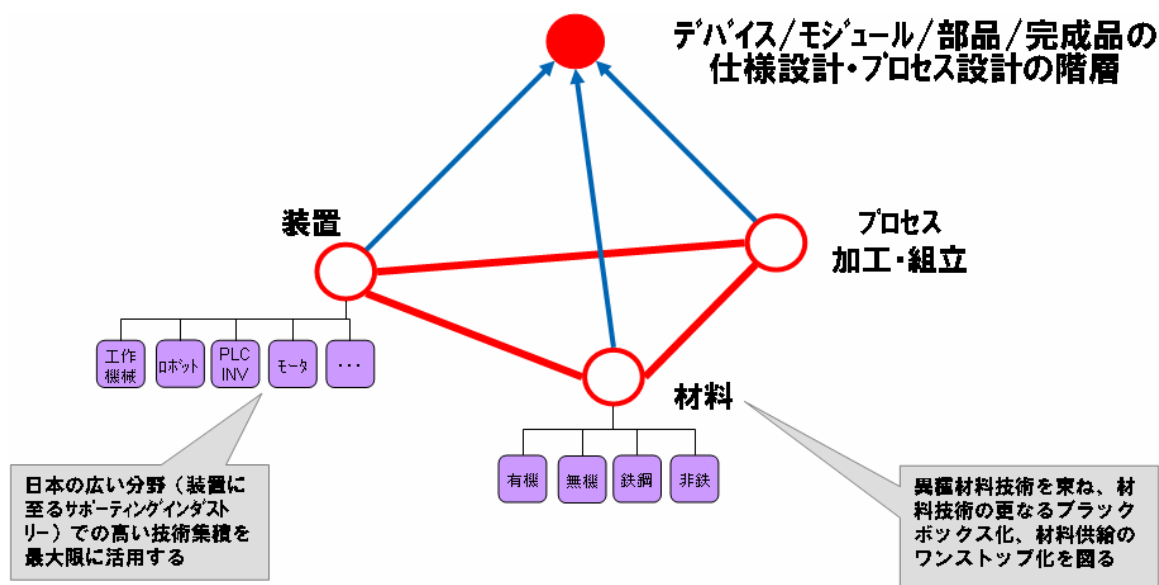 デバイス/モジュール/部品/完成品の
仕様設計・プロセス設計の階層
装置
プロセス
加工・組立
工作
機械
ロボット
PLC
INV
モータ
・・・
材料
有機
無機
鉄鋼
非鉄
日本の広い分野(装置に
至るサポーティングインダスト
リー)での高い技術集積を
最大限に活用する
異種材料技術を束ね、材
料技術の更なるブラック
ボックス化、材料供給の
ワンストップ化を図る